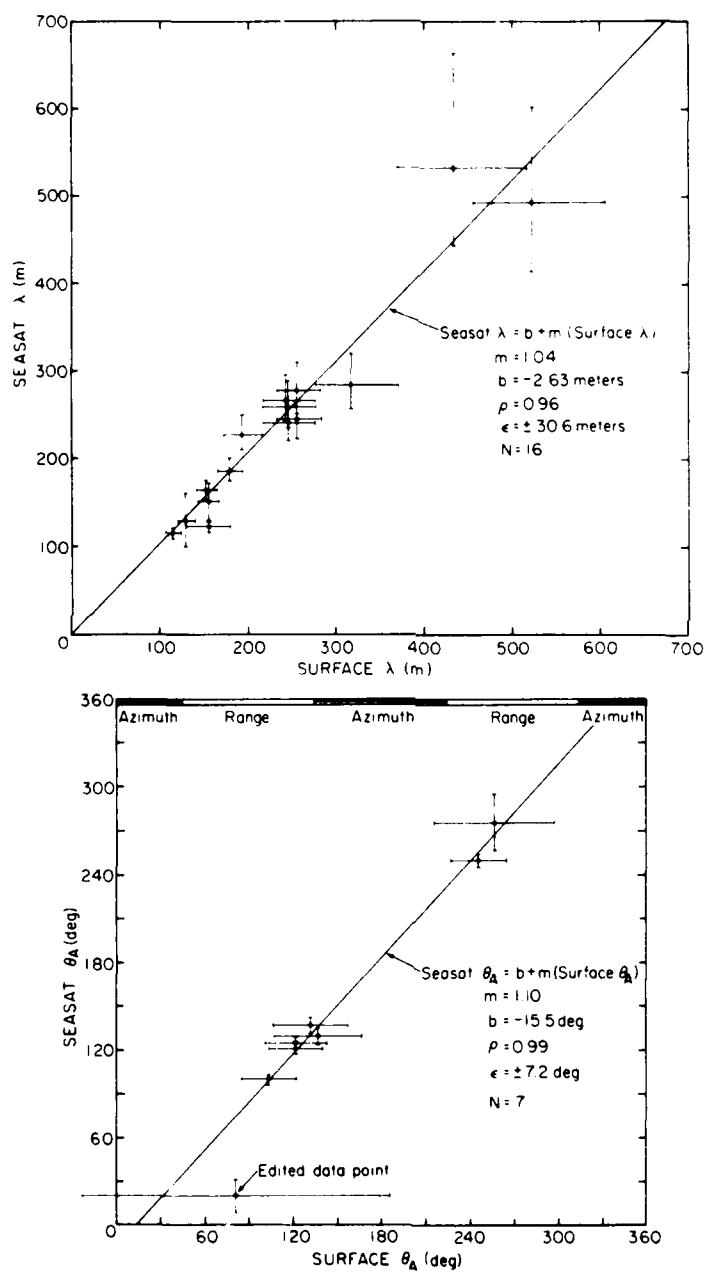 700
600
500
400
300
200
100
0
SEASAT λ (m)
Seasat λ = b + m (Surface λ)
m = 1.04
b = -2.63 meters
ρ = 0.96
ϵ = ± 30.6 meters
N = 16
100 200 300 400 500 600 700
SURFACE λ (m)
360
Azimuth Range Azimuth Range Azimuth
300
240
180
120
60
0
SEASAT θA (deg)
Seasat θA = b + m (Surface θA)
m = 1.10
b = -15.5 deg
ρ = 0.99
ϵ = ± 7.2 deg
N = 7
Edited data point
0 60 120 180 240 300 360
SURFACE θA (deg)